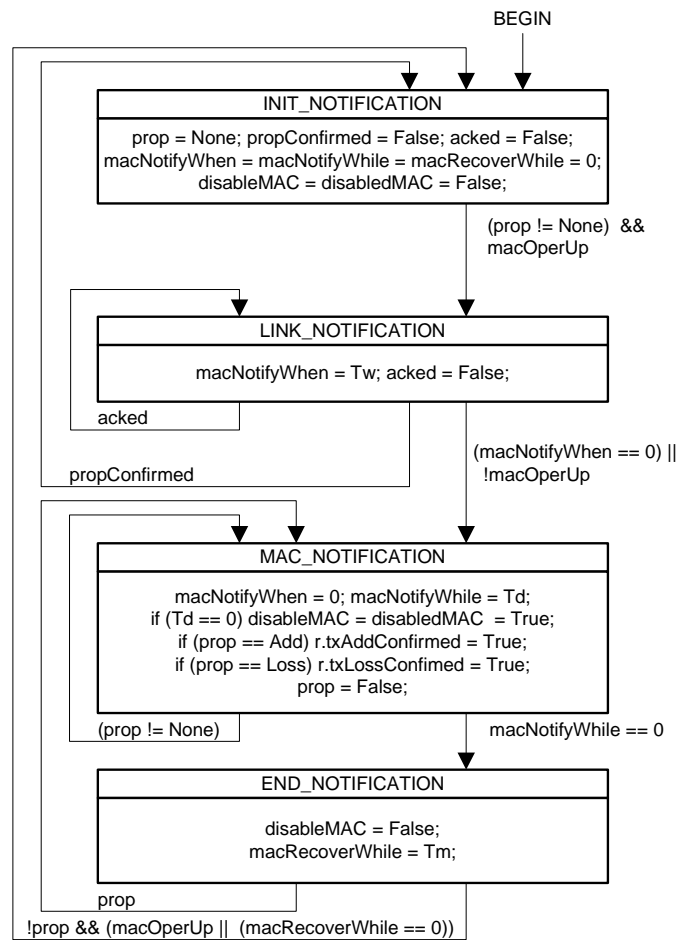 BEGIN
INIT_NOTIFICATION
prop = None; propConfirmed = False; acked = False;
macNotifyWhen = macNotifyWhile = macRecoverWhile = 0;
disableMAC = disabledMAC = False;
(prop != None) &&
macOperUp
LINK_NOTIFICATION
macNotifyWhen = Tw; acked = False;
acked
propConfirmed
(macNotifyWhen == 0) ||
!macOperUp
MAC_NOTIFICATION
macNotifyWhen = 0; macNotifyWhile = Td;
if (Td == 0) disableMAC = disabledMAC = True;
if (prop == Add) r.txAddConfirmed = True;
if (prop == Loss) r.txLossConfimed = True;
prop = False;
(prop != None)
macNotifyWhile == 0
END_NOTIFICATION
disableMAC = False;
macRecoverWhile = Tm;
prop
!prop && (macOperUp || (macRecoverWhile == 0))